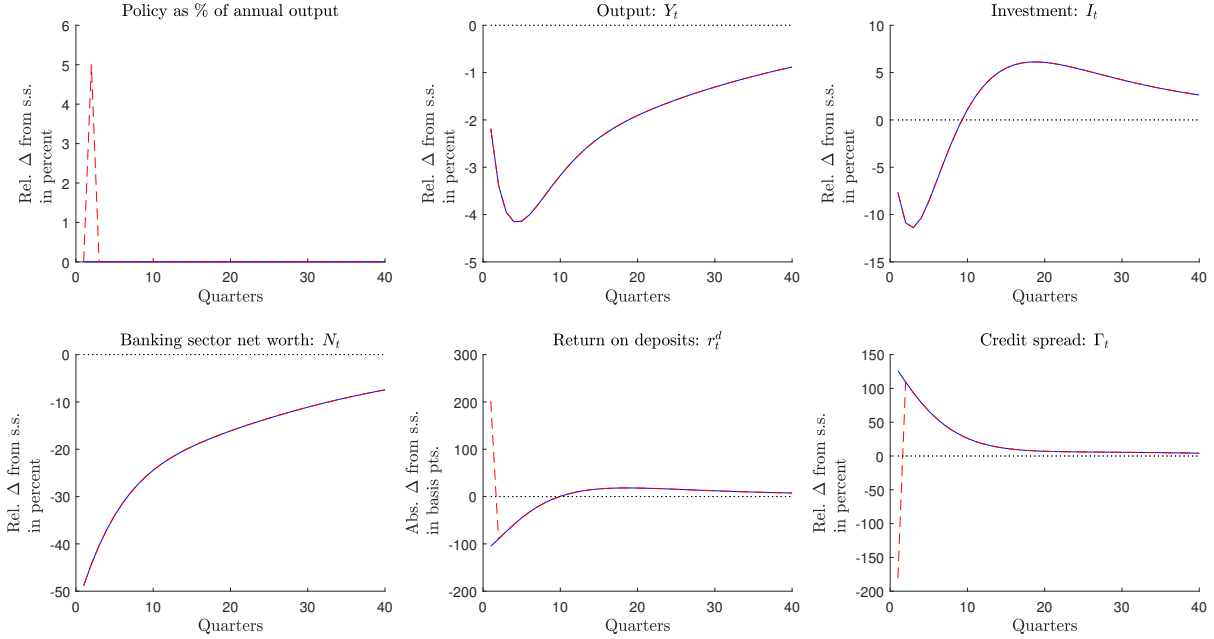 Policy as % of annual output
Rel. Δ from s.s.
in percent
6
5
4
3
2
1
0
0
10
20
30
40
Quarters
Output: Y_t
Rel. Δ from s.s.
in percent
0
-1
-2
-3
-4
-5
0
10
20
30
40
Quarters
Investment: I_t
Rel. Δ from s.s.
in percent
10
5
0
-5
-10
-15
0
10
20
30
40
Quarters
Banking sector net worth: N_t
Rel. Δ from s.s.
in percent
0
-10
-20
-30
-40
-50
0
10
20
30
40
Quarters
Return on deposits: r_t^d
Abs. Δ from s.s.
in basis pts.
300
200
100
0
-100
-200
0
10
20
30
40
Quarters
Credit spread: Γ_t
Rel. Δ from s.s.
in percent
150
100
50
0
-50
-100
-150
-200
0
10
20
30
40
Quarters